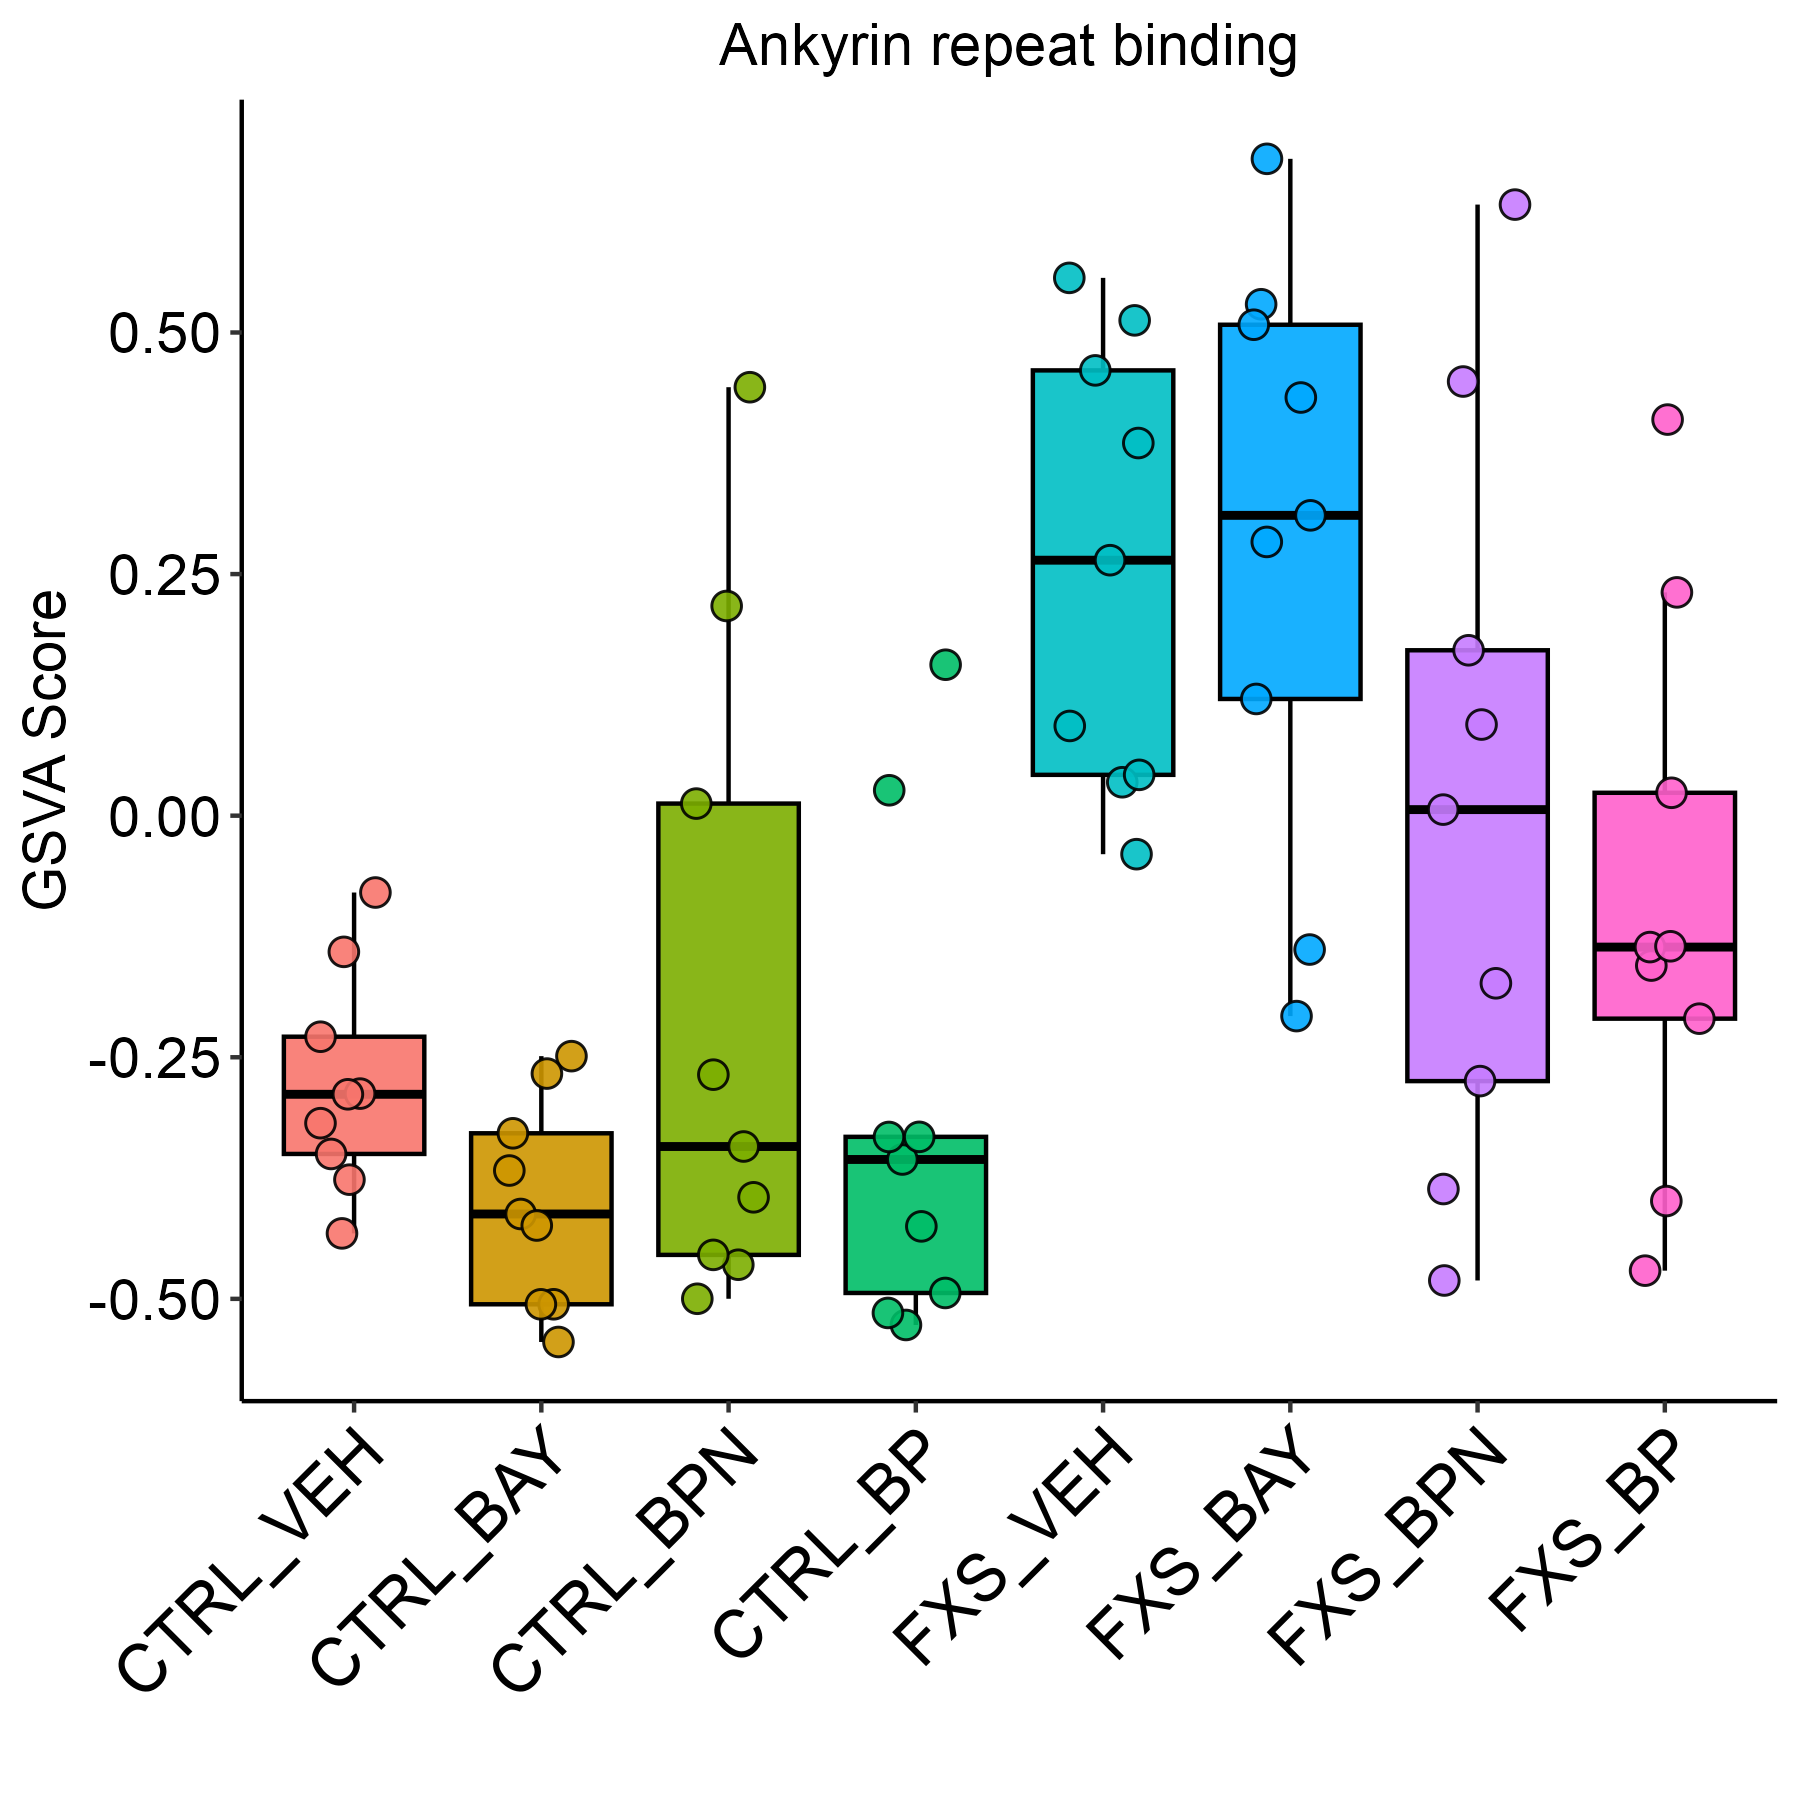 Ankyrin repeat binding
GSVA Score
0.50
0.25
0.00
-0.25
-0.50
CTRL_VEH
CTRL_BAY
CTRL_BPN
CTRL_BP
FXS_VEH
FXS_BAY
FXS_BPN
FXS_BP